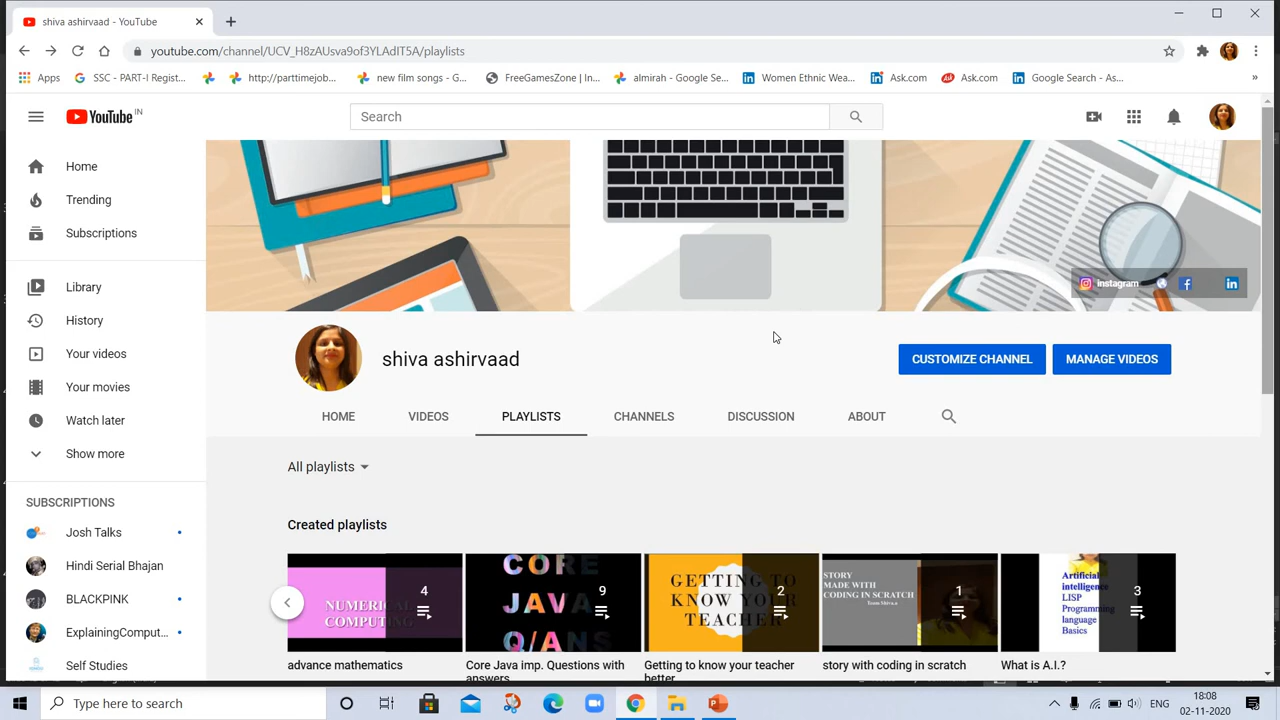 shiva ashirvaad - YouTube
youtube.com/channel/UCV_H8zAUsva9of3YLAdIT5A/playlists
Apps
SSC - PART-I Regist...
http://parttimejob...
new film songs - G...
FreeGamesZone | In...
almirah - Google Se...
Women Ethnic Wea...
Ask.com
Ask.com
Google Search - As...
YouTube IN
Search
Home
Trending
Subscriptions
Library
History
Your videos
Your movies
Watch later
Show more
SUBSCRIPTIONS
Josh Talks
Hindi Serial Bhajan
BLACKPINK
ExplainingComput...
Self Studies
Instagram
shiva ashirvaad
CUSTOMIZE CHANNEL
MANAGE VIDEOS
HOME
VIDEOS
PLAYLISTS
CHANNELS
DISCUSSION
ABOUT
All playlists
Created playlists
NUMERICAL
COMPUTING
4
advance mathematics
CORE
JAVA
Q/ANS
9
Core Java imp. Questions with
answers
GETTING TO
KNOW YOUR
TEACHER
2
Getting to know your teacher
better
STORY
MADE WITH
CODING IN SCRATCH
1
story with coding in scratch
Artificial
intelligence
LISP
Programming
language
Basics
3
What is A.I.?
Type here to search
ENG
18:08
02-11-2020